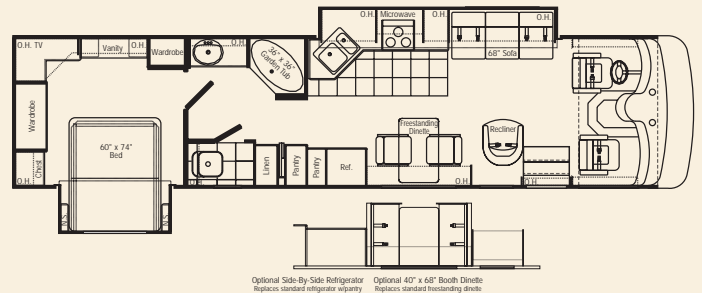 O.H. TV
Vanity
O.H.
Wardrobe
O.H.
36" x 36"
Garden Tub
O.H.
Microwave
O.H.
O.H.
68" Sofa
O.H.
Wardrobe
Chest
O.H.
60" x 74"
Bed
N.S.
N.S.
O.H.
Linen
Pantry
Pantry
Ref.
Freestanding
Dinette
O.H.
Recliner
O.H.
Optional Side-By-Side Refrigerator
Replaces standard refrigerator w/pantry
Optional 40" x 68" Booth Dinette
Replaces standard freestanding dinette